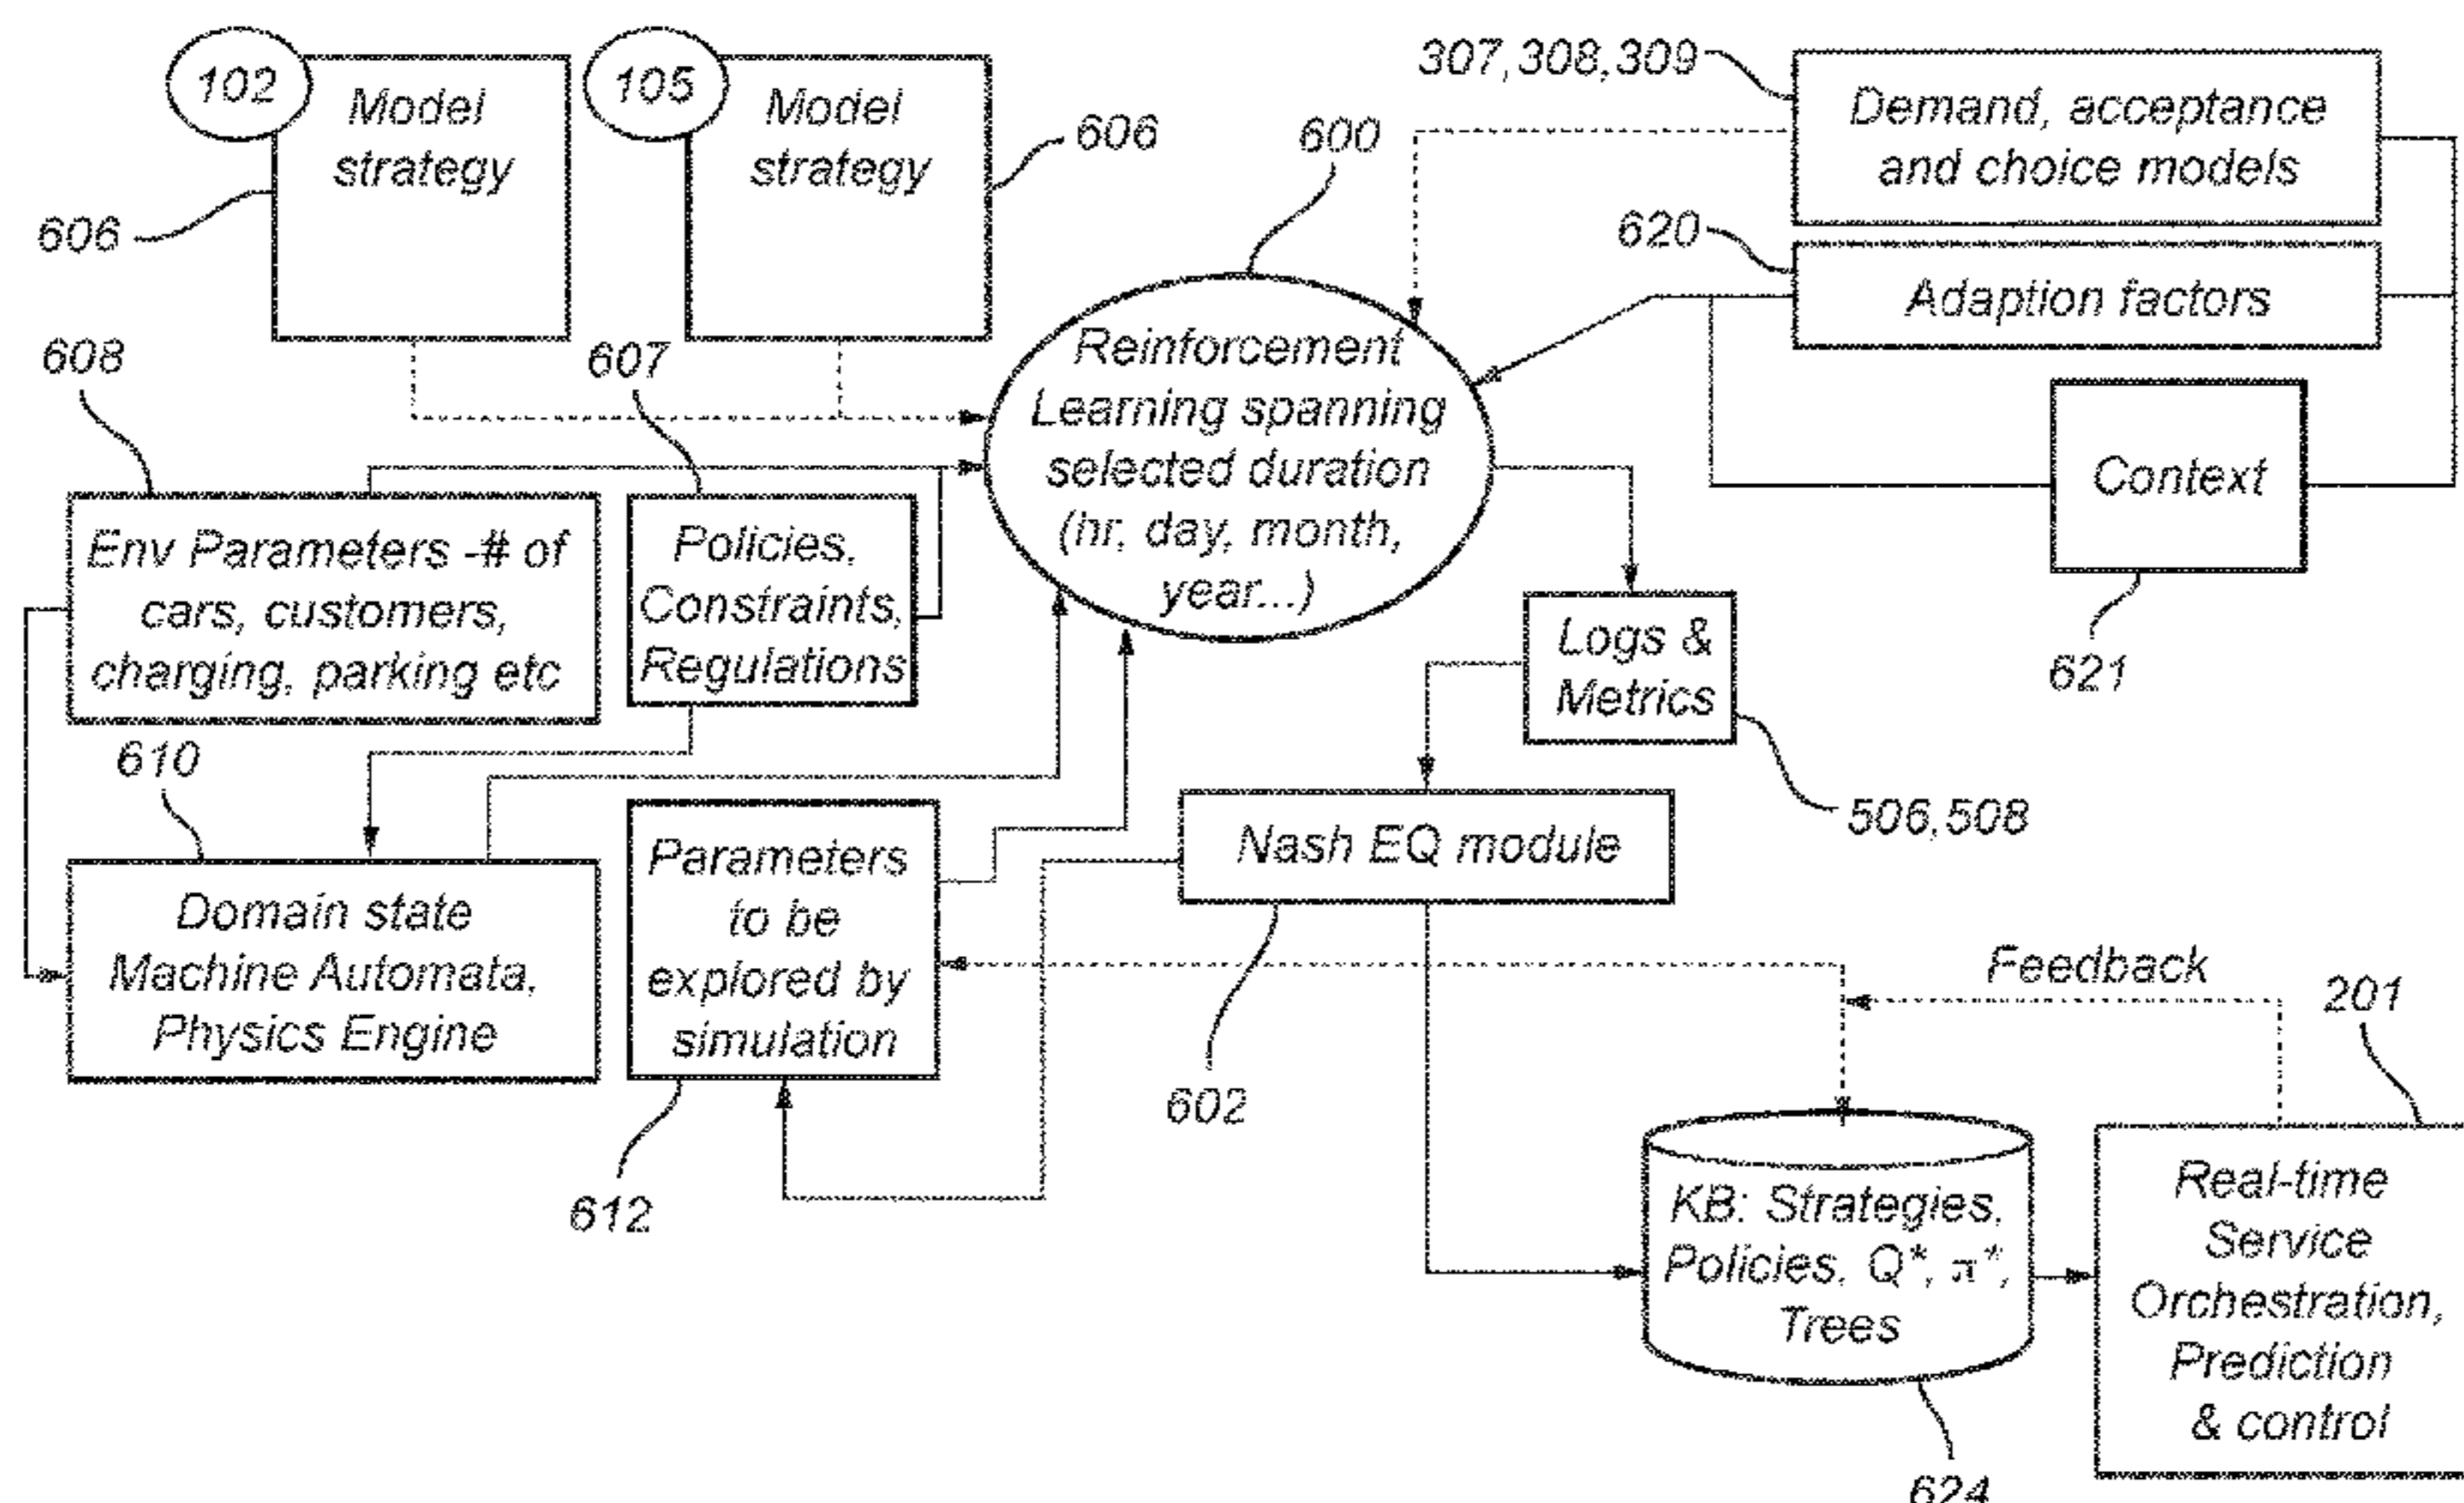 102
Model
strategy
105
Model
strategy
606
606
600
307,308,309
Demand, acceptance
and choice models
620
Adaption factors
Context
621
608
Env Parameters -# of
cars, customers,
charging, parking etc
607
Policies,
Constraints,
Regulations
Reinforcement
Learning spanning
selected duration
(hr, day, month,
year...)
Logs &
Metrics
506,508
610
Domain state
Machine Automata,
Physics Engine
Parameters
to be
explored by
simulation
612
Nash EQ module
602
Feedback
201
KB: Strategies,
Policies, Q*, π*,
Trees
624
Real-time
Service
Orchestration,
Prediction
& control